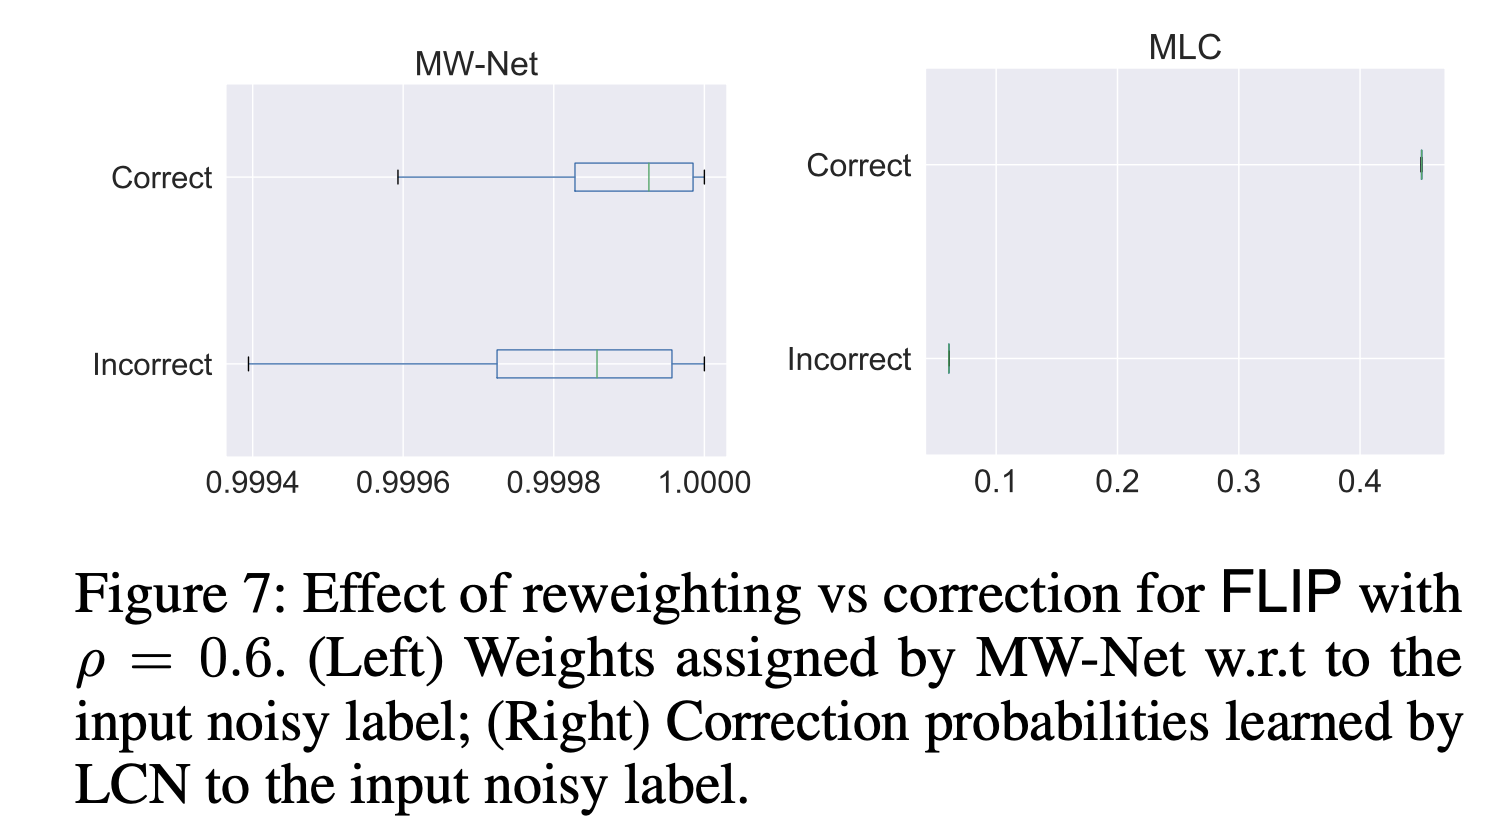 MW-Net
Correct
Incorrect
0.9994 0.9996 0.9998 1.0000
MLC
Correct
Incorrect
0.1 0.2 0.3 0.4
Figure 7: Effect of reweighting vs correction for FLIP with
ρ = 0.6. (Left) Weights assigned by MW-Net w.r.t to the
input noisy label; (Right) Correction probabilities learned by
LCN to the input noisy label.